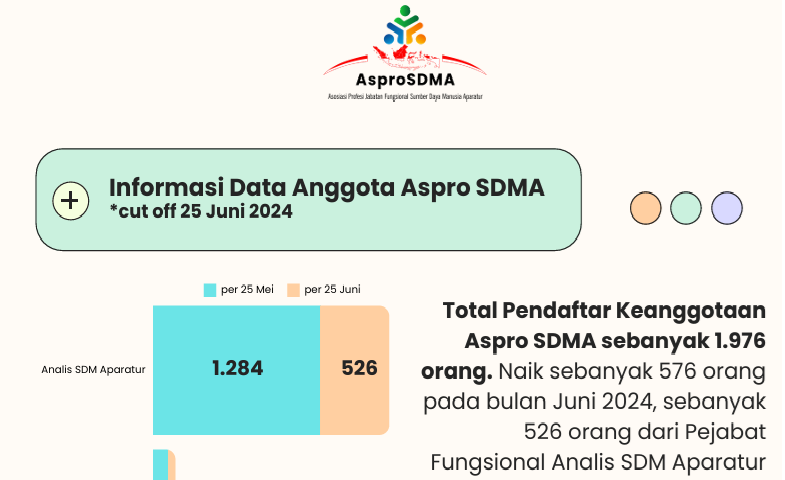 AsproSDMA
Asosiasi Profesi Jabatan Fungsional Sumber Daya Manusia Aparatur
Informasi Data Anggota Aspro SDMA
*cut off 25 Juni 2024
per 25 Mei per 25 Juni
Analis SDM Aparatur 1.284 526
Total Pendaftar Keanggotaan
Aspro SDMA sebanyak 1.976
orang. Naik sebanyak 576 orang
pada bulan Juni 2024, sebanyak
526 orang dari Pejabat
Fungsional Analis SDM Aparatur